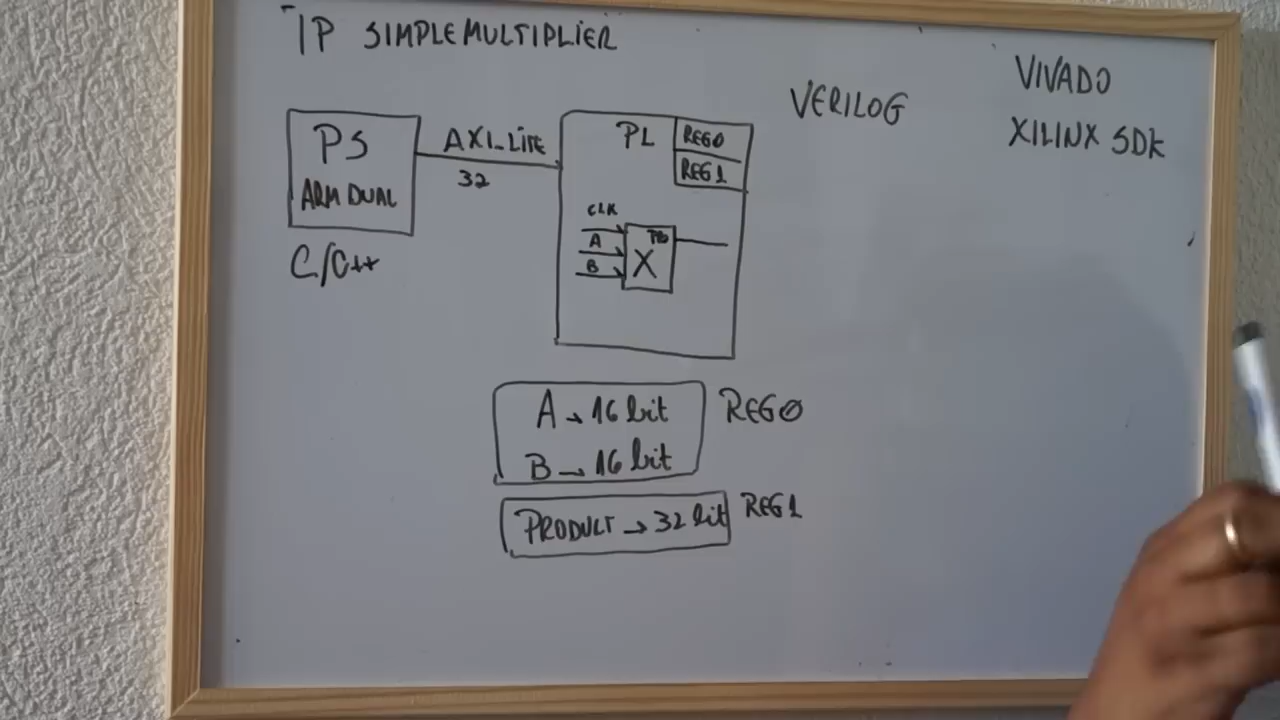 IP SIMPLEMULTIPLIER
VIVADO
XILINX SDK
VERILOG
PS
ARM DUAL
C/C++
AXI_LITE
32
PL
REG0
REG1
CLK
A
B
X
A → 16 bit
B → 16 bit
REG0
PRODUCT → 32 bit
REG1